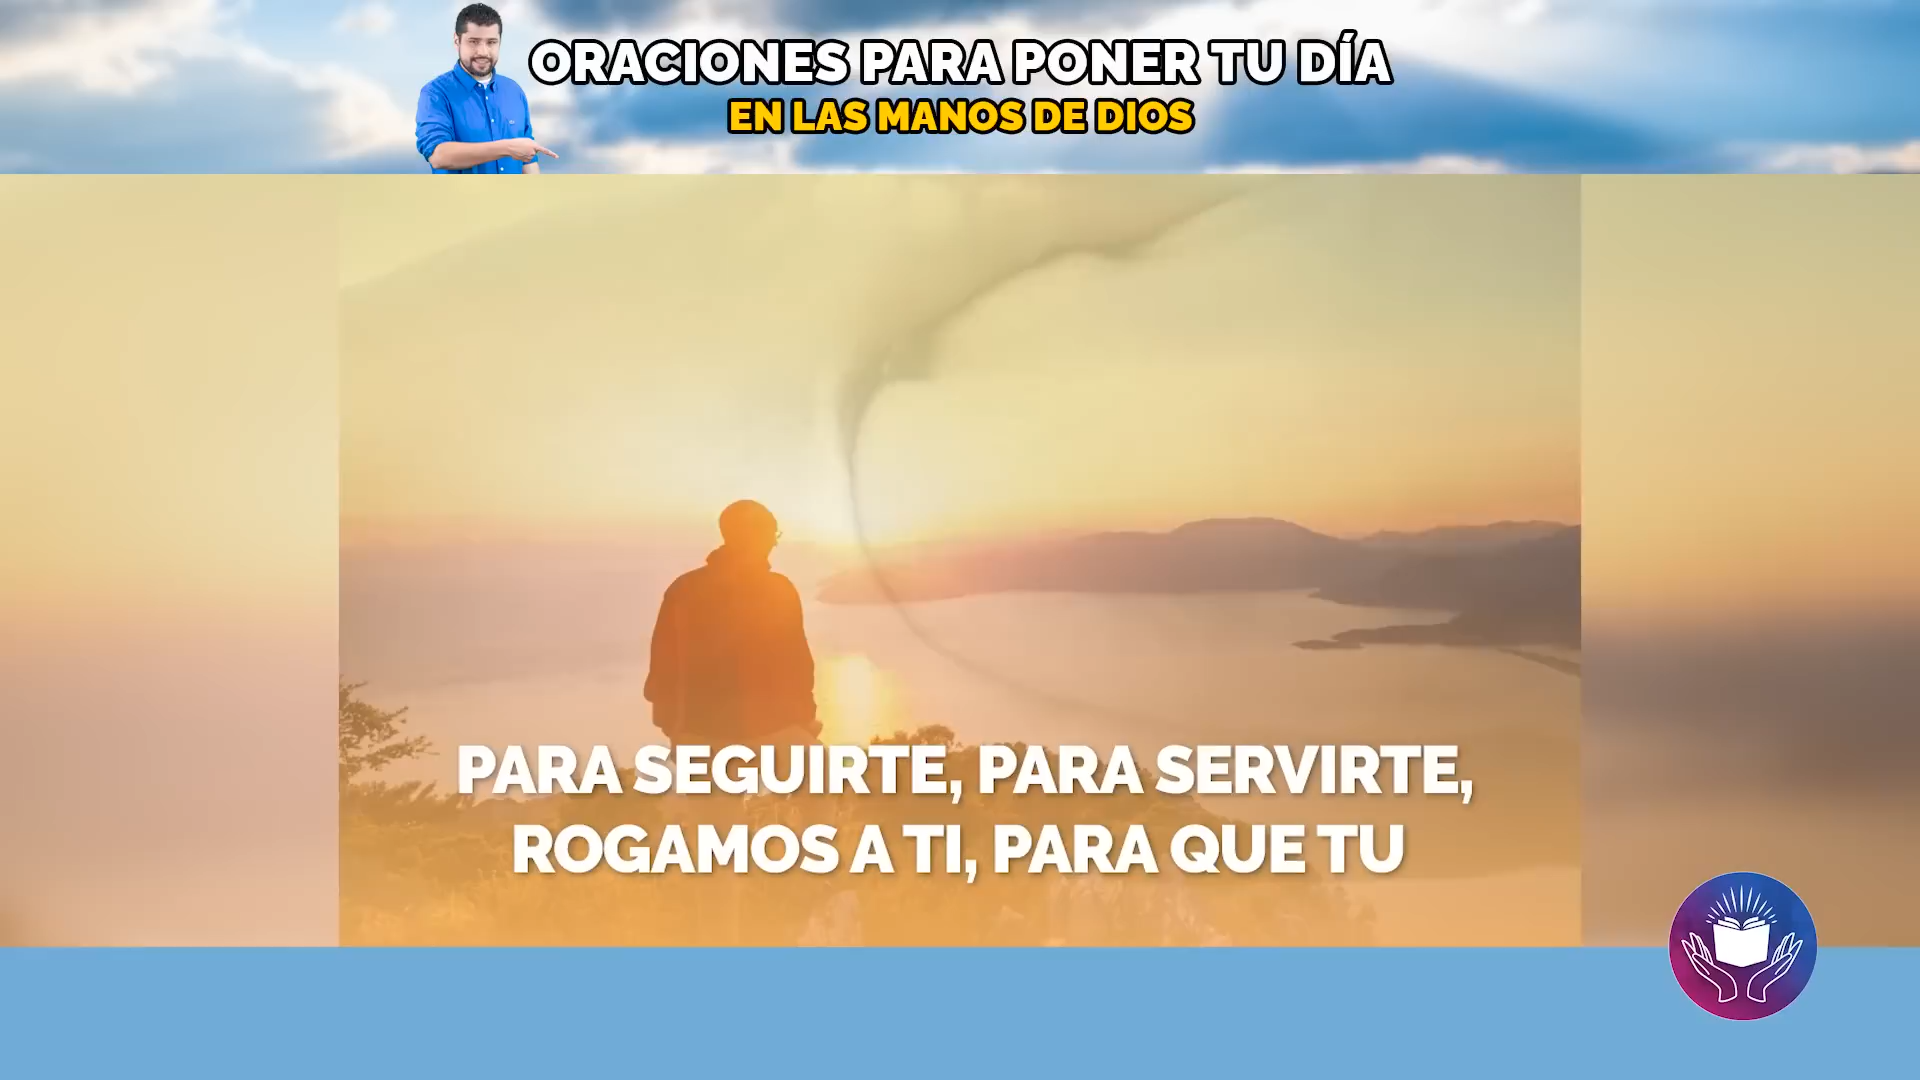 ORACIONES PARA PONER TU DÍA
EN LAS MANOS DE DIOS
PARA SEGUIRTE, PARA SERVIRTE,
ROGAMOS A TI, PARA QUE TU